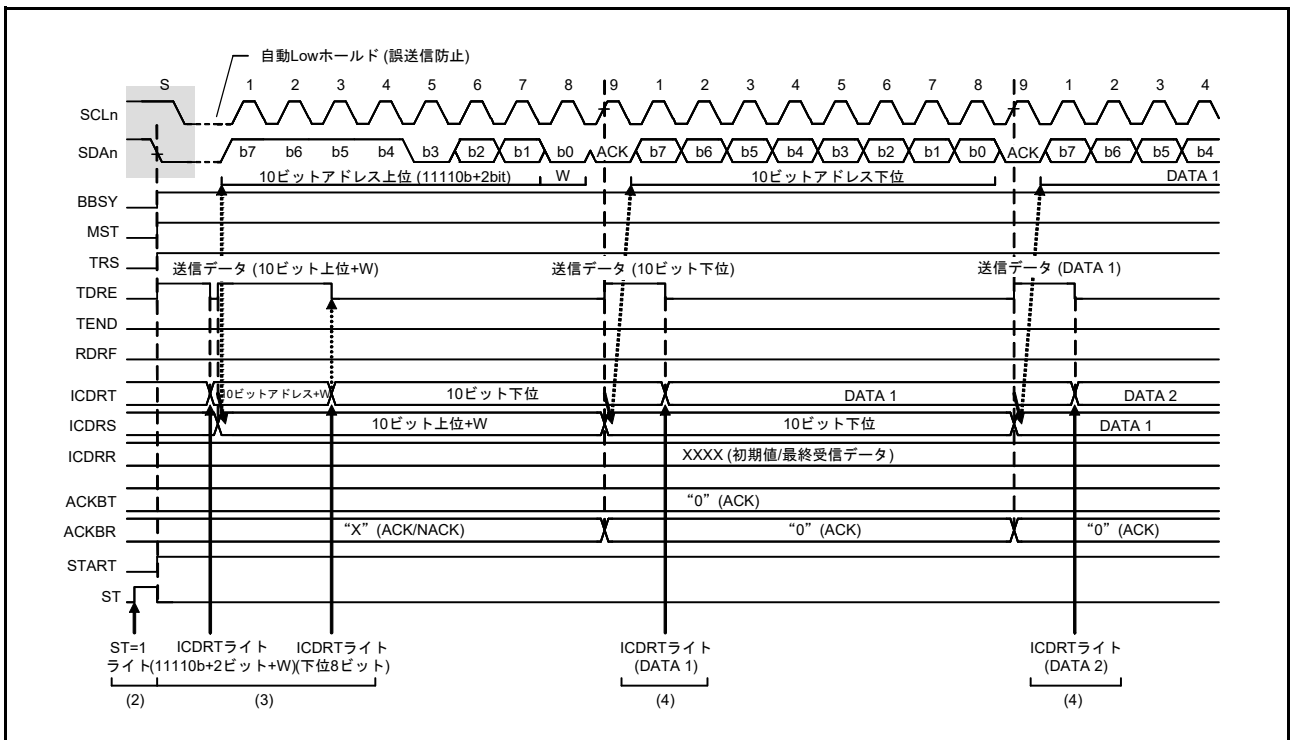 自動Lowホールド (誤送信防止)
S 1 2 3 4 5 6 7 8 9 1 2 3 4 5 6 7 8 9 1 2 3 4
SCLn
SDAn b7 b6 b5 b4 b3 b2 b1 b0 ACK b7 b6 b5 b4 b3 b2 b1 b0 ACK b7 b6 b5 b4
10ビットアドレス上位 (11110b+2bit) W 10ビットアドレス下位 DATA 1
BBSY
MST
TRS
送信データ (10ビット上位+W) 送信データ (10ビット下位) 送信データ (DATA 1)
TDRE
TEND
RDRF
ICDRT 10ビットアドレス+W 10ビット下位 DATA 1 DATA 2
ICDRS 10ビット上位+W 10ビット下位 DATA 1
ICDRR XXXX (初期値/最終受信データ)
ACKBT “0” (ACK)
ACKBR “X” (ACK/NACK) “0” (ACK) “0” (ACK)
START
ST
ST=1 ICDRTライト ICDRTライト ICDRTライト ICDRTライト
ライト(11110b+2ビット+W)(下位8ビット) (DATA 1) (DATA 2)
(2) (3) (4) (4)